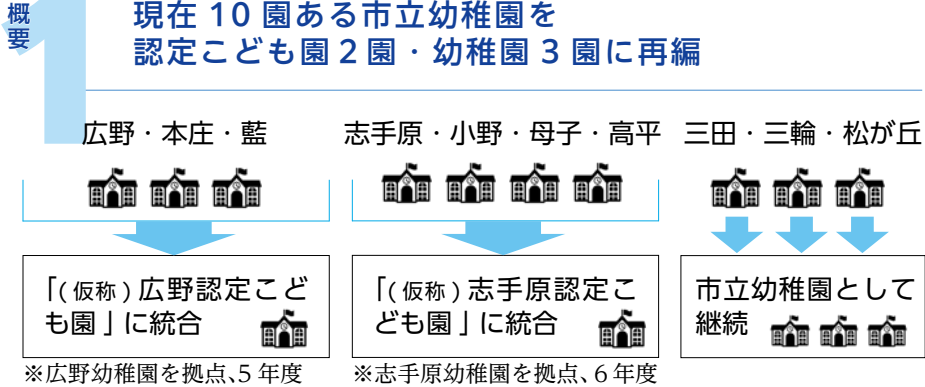 概要
1
現在 10 園ある市立幼稚園を
認定こども園２園・幼稚園３園に再編
広野・本庄・藍
「(仮称)広野認定こど
も園」に統合
※広野幼稚園を拠点、5 年度
志手原・小野・母子・高平
「(仮称)志手原認定こ
ども園」に統合
※志手原幼稚園を拠点、6 年度
三田・三輪・松が丘
市立幼稚園として
継続